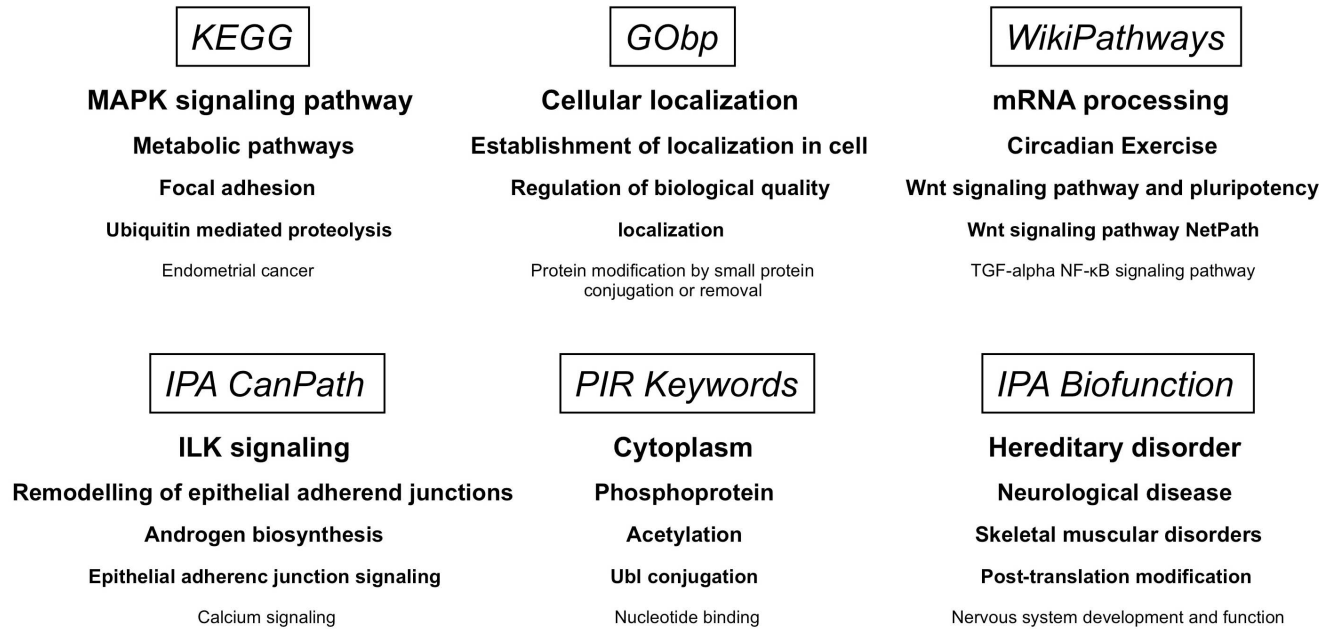 KEGG
MAPK signaling pathway
Metabolic pathways
Focal adhesion
Ubiquitin mediated proteolysis
Endometrial cancer
GObp
Cellular localization
Establishment of localization in cell
Regulation of biological quality
localization
Protein modification by small protein
conjugation or removal
WikiPathways
mRNA processing
Circadian Exercise
Wnt signaling pathway and pluripotency
Wnt signaling pathway NetPath
TGF-alpha NF-κB signaling pathway
IPA CanPath
ILK signaling
Remodelling of epithelial adherend junctions
Androgen biosynthesis
Epithelial adherenc junction signaling
Calcium signaling
PIR Keywords
Cytoplasm
Phosphoprotein
Acetylation
Ubl conjugation
Nucleotide binding
IPA Biofunction
Hereditary disorder
Neurological disease
Skeletal muscular disorders
Post-translation modification
Nervous system development and function